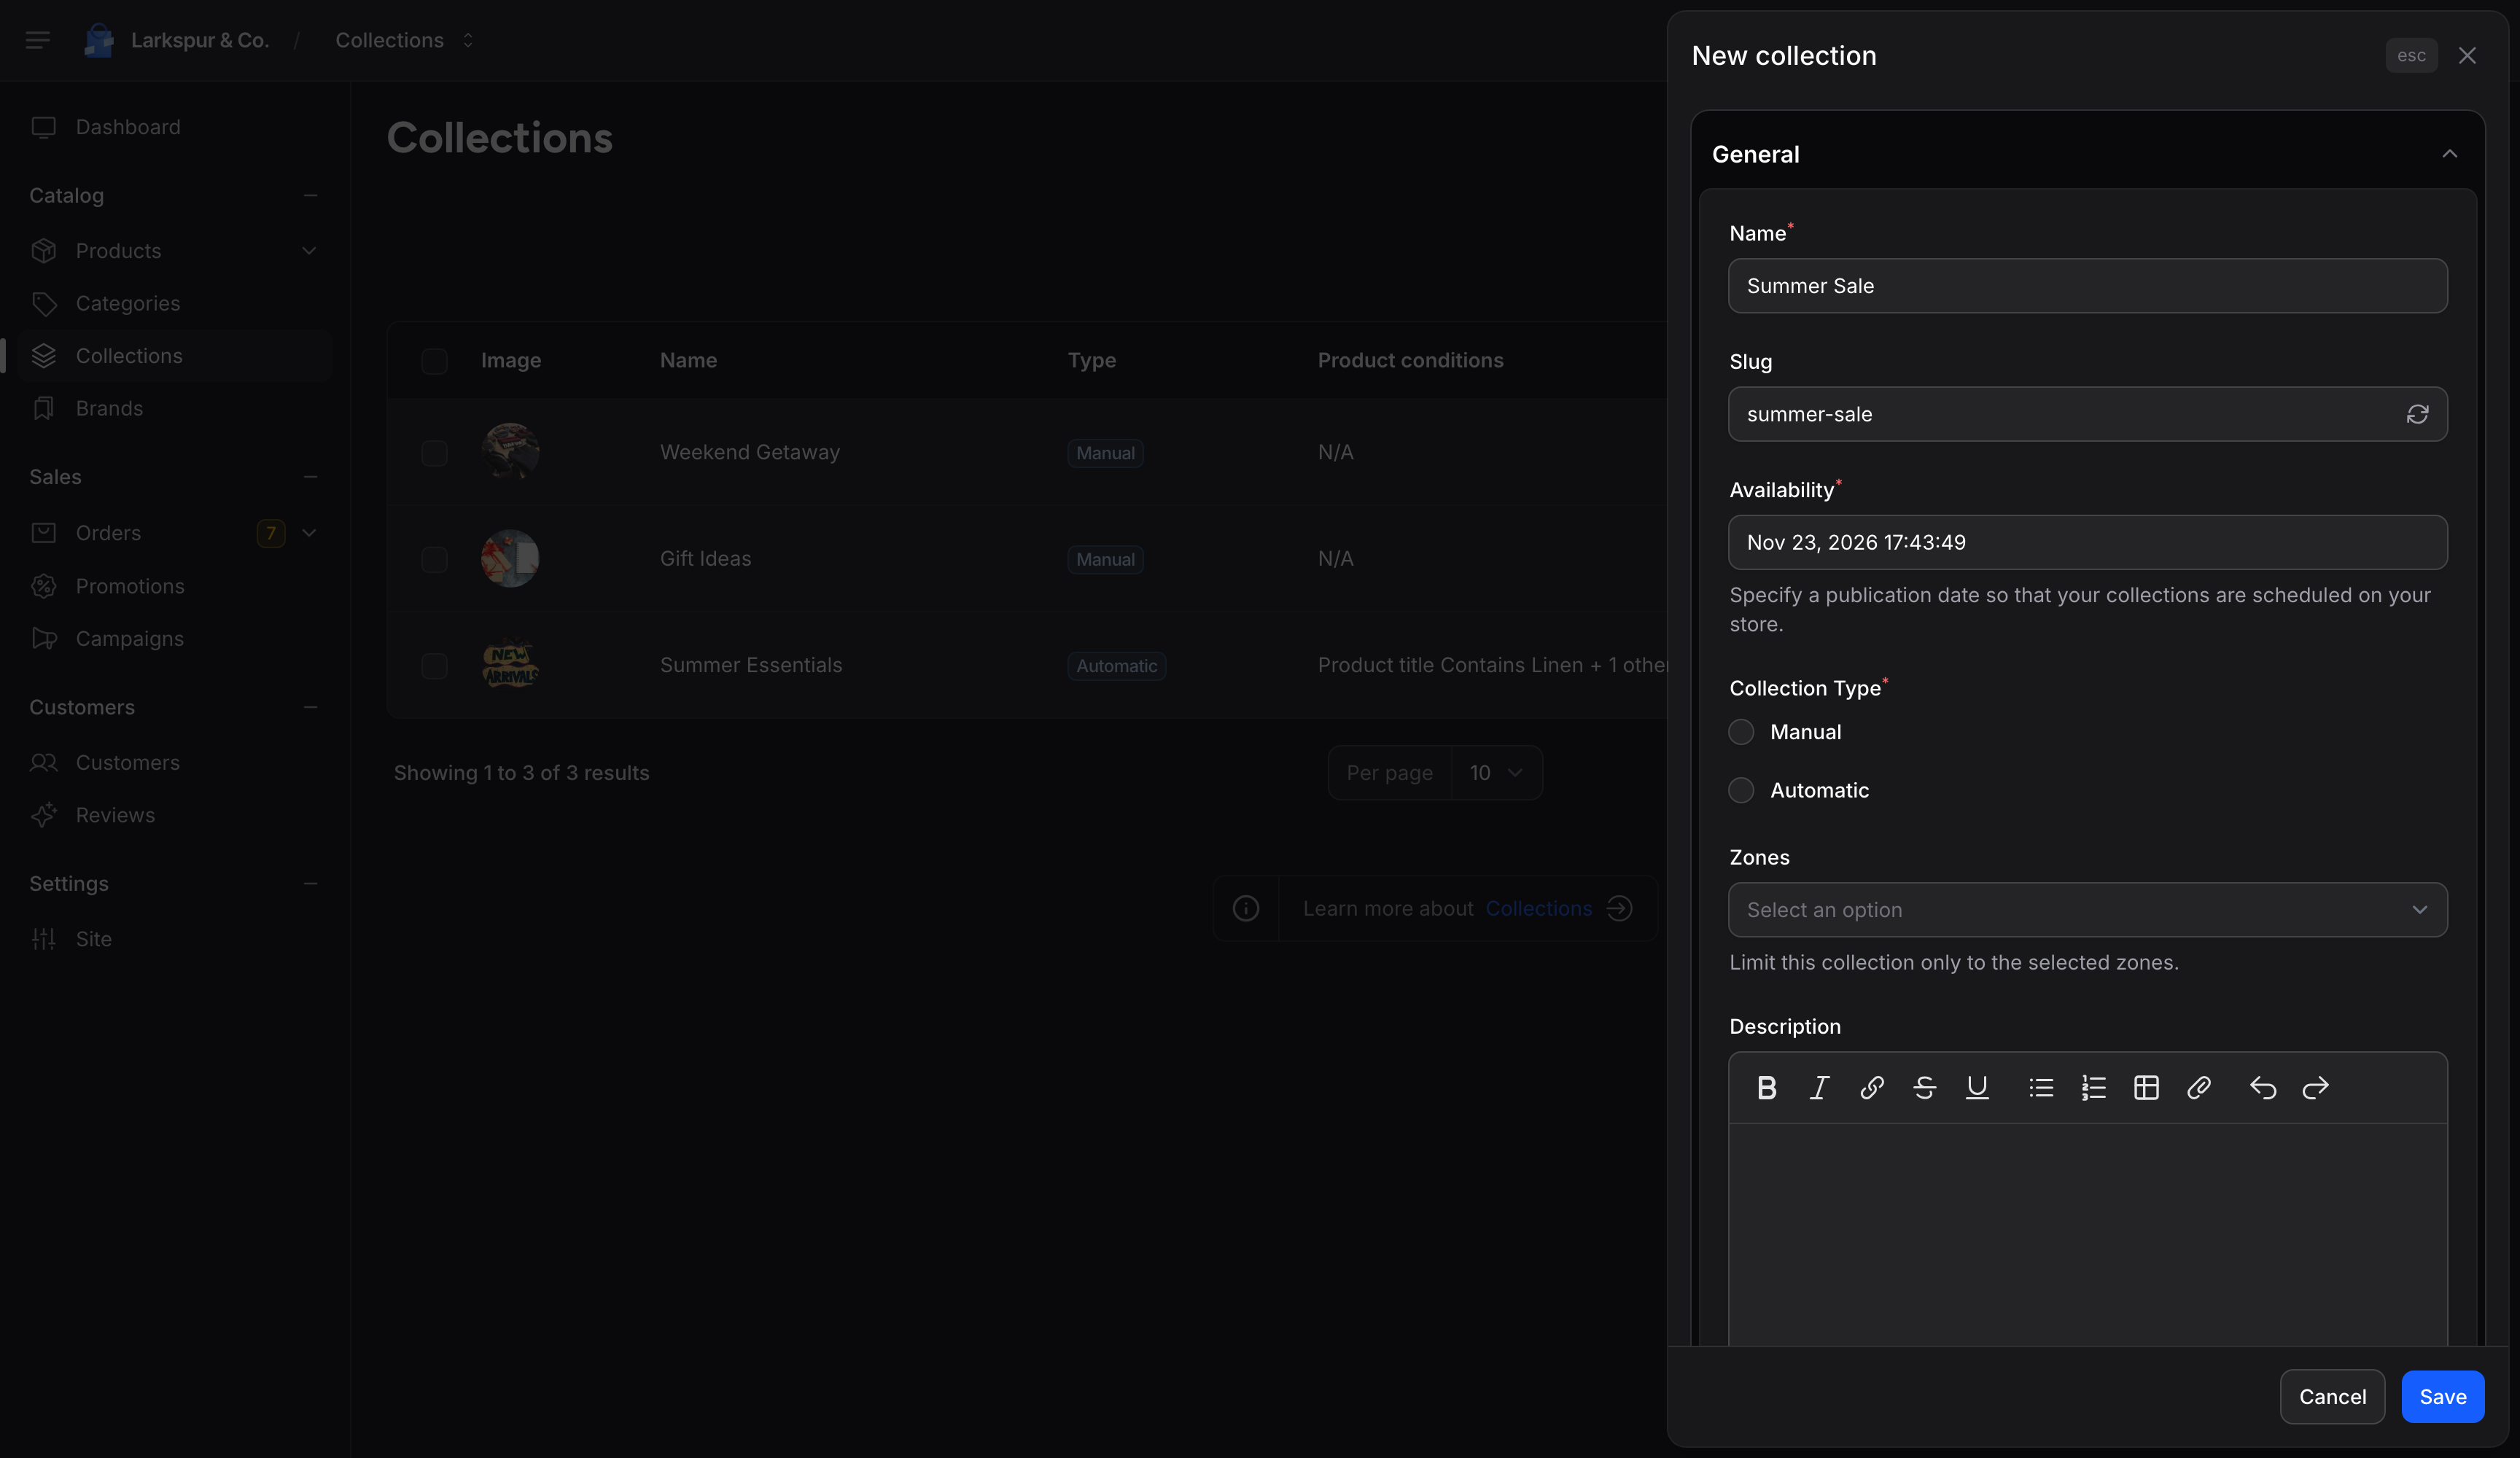 Larkspur & Co. / Collections
Dashboard
Catalog
Products
Categories
Collections
Brands
Sales
Orders 7
Promotions
Campaigns
Customers
Customers
Reviews
Settings
Site
Collections
Image Name Type Product conditions
Weekend Getaway Manual N/A
Gift Ideas Manual N/A
NEW
ARRIVALS
Summer Essentials Automatic Product title Contains Linen + 1 other
Showing 1 to 3 of 3 results
Per page 10
Learn more about Collections
New collection
esc
General
Name*
Summer Sale
Slug
summer-sale
Availability*
Nov 23, 2026 17:43:49
Specify a publication date so that your collections are scheduled on your
store.
Collection Type*
Manual
Automatic
Zones
Select an option
Limit this collection only to the selected zones.
Description
Cancel Save